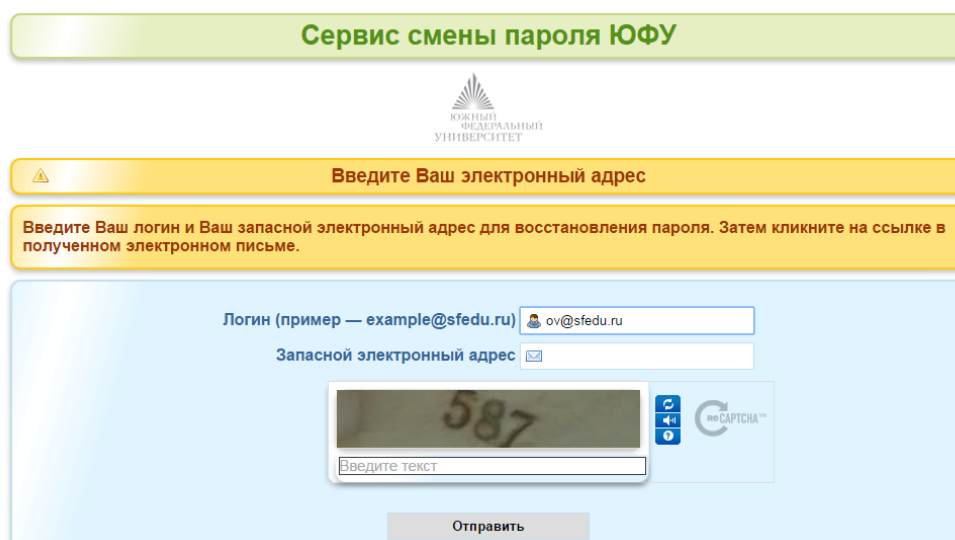 Сервис смены пароля ЮФУ
ЮЖНЫЙ
ФЕДЕРАЛЬНЫЙ
УНИВЕРСИТЕТ
Введите Ваш электронный адрес
Введите Ваш логин и Ваш запасной электронный адрес для восстановления пароля. Затем кликните на ссылке в
полученном электронном письме.
Логин (пример — example@sfedu.ru) ov@sfedu.ru
Запасной электронный адрес
587
reCAPTCHA™
Введите текст
Отправить